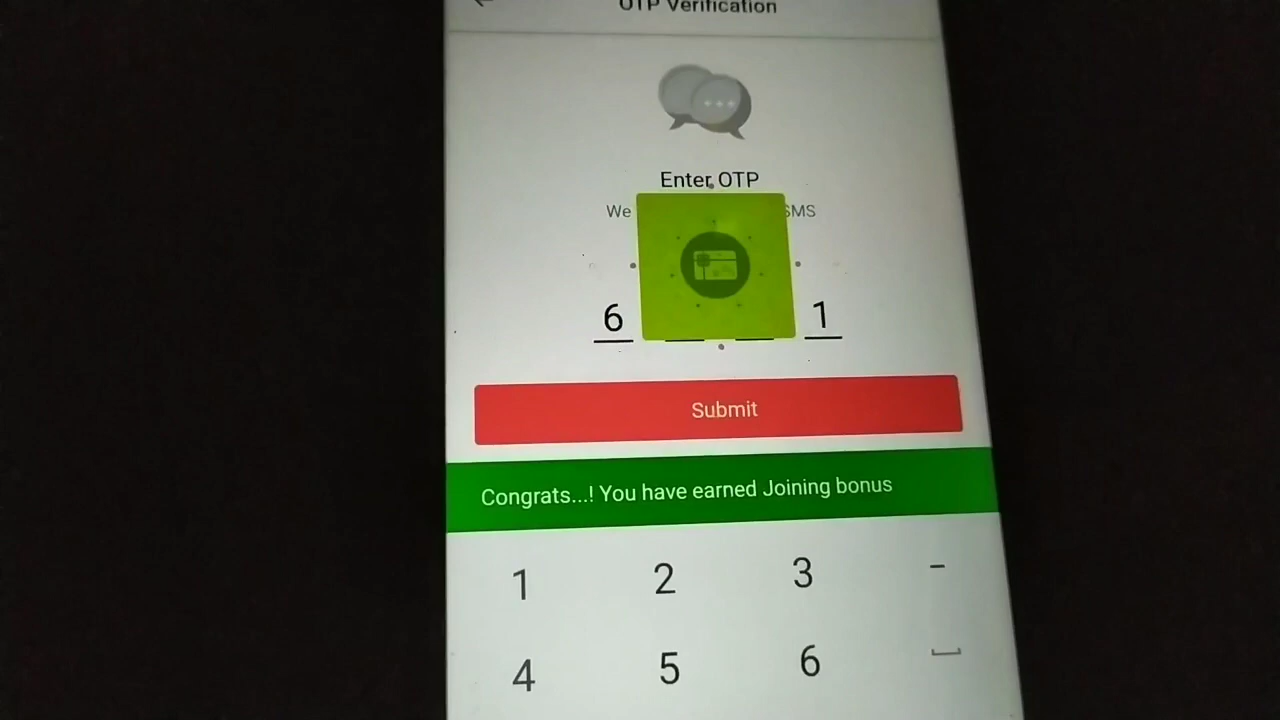 OTP Verification
Enter OTP
We SMS
6 1
Submit
Congrats...! You have earned Joining bonus
1 2 3 -
4 5 6